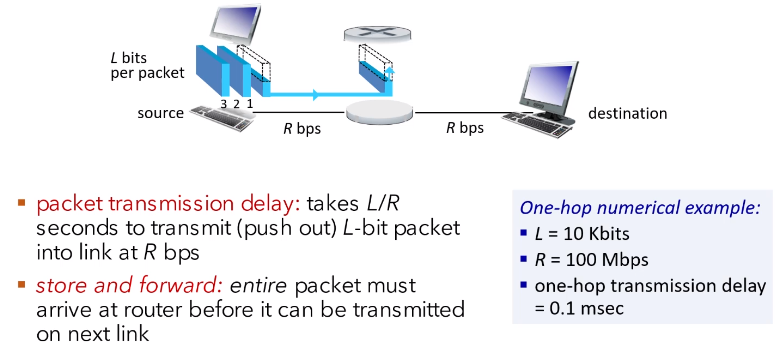 L bits
per packet
3 2 1
source
R bps
R bps
destination
▪ packet transmission delay: takes L/R
seconds to transmit (push out) L-bit packet
into link at R bps
▪ store and forward: entire packet must
arrive at router before it can be transmitted
on next link
One-hop numerical example:
▪ L = 10 Kbits
▪ R = 100 Mbps
▪ one-hop transmission delay
= 0.1 msec